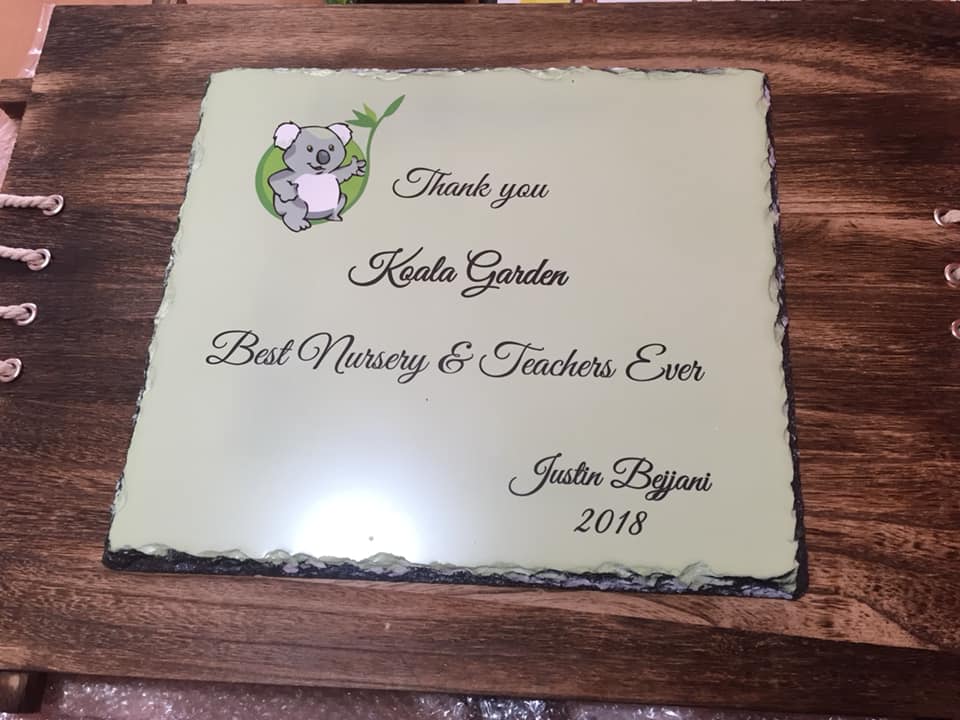 Thank you
Koala Garden
Best Nursery & Teachers Ever
Justin Bejjani
2018